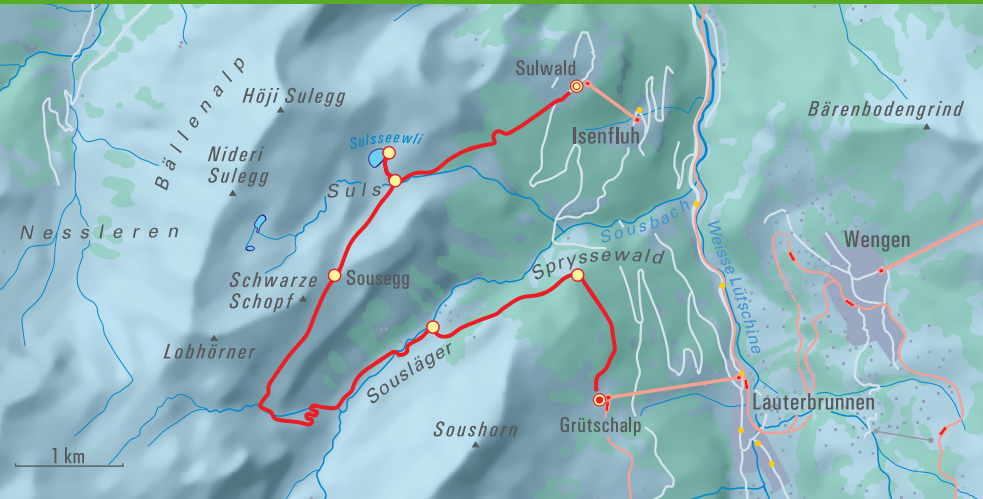 Sulwald
Höji Sulegg
Bällenalp
Bärenbodengrind
Isenfluh
Sulsseewli
Nideri
Sulegg
Suls
Nessleren
Sousbach
Weisse Lütschine
Wengen
Spryssewald
Schwarze
Schopf
Sousegg
Lobhörner
Sousläger
Lauterbrunnen
Grütschalp
Soushorn
1 km